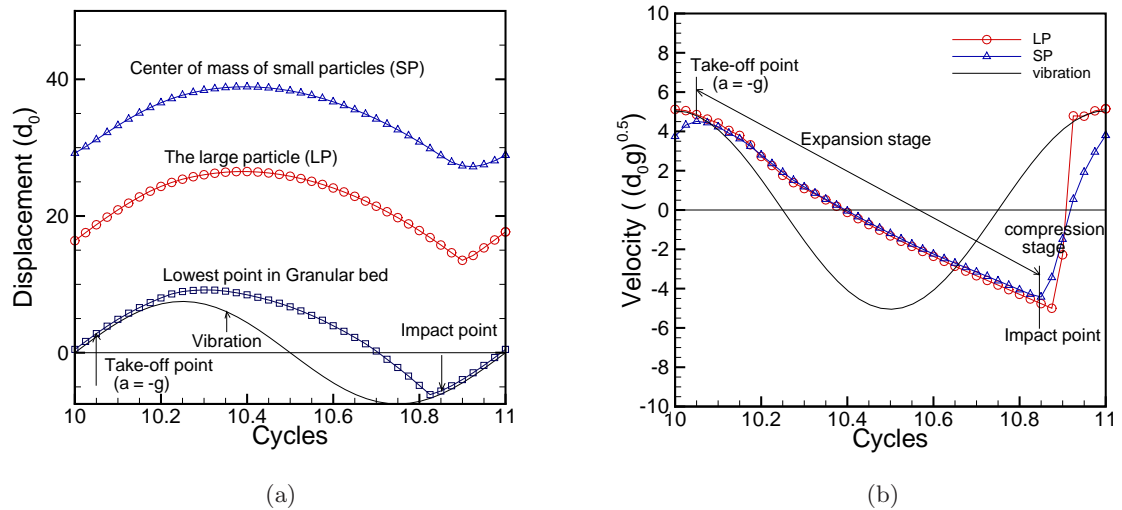 Displacement (d0)
40
20
0
Center of mass of small particles (SP)
The large particle (LP)
Lowest point in Granular bed
Impact point
Vibration
Take-off point
(a = -g)
10 10.2 10.4 10.6 10.8 11
Cycles
(a)
Velocity ( (d0g)^0.5
10
8
6
4
2
0
-2
-4
-6
-8
-10
LP
SP
vibration
Take-off point
(a = -g)
Expansion stage
compression
stage
Impact point
10 10.2 10.4 10.6 10.8 11
Cycles
(b)